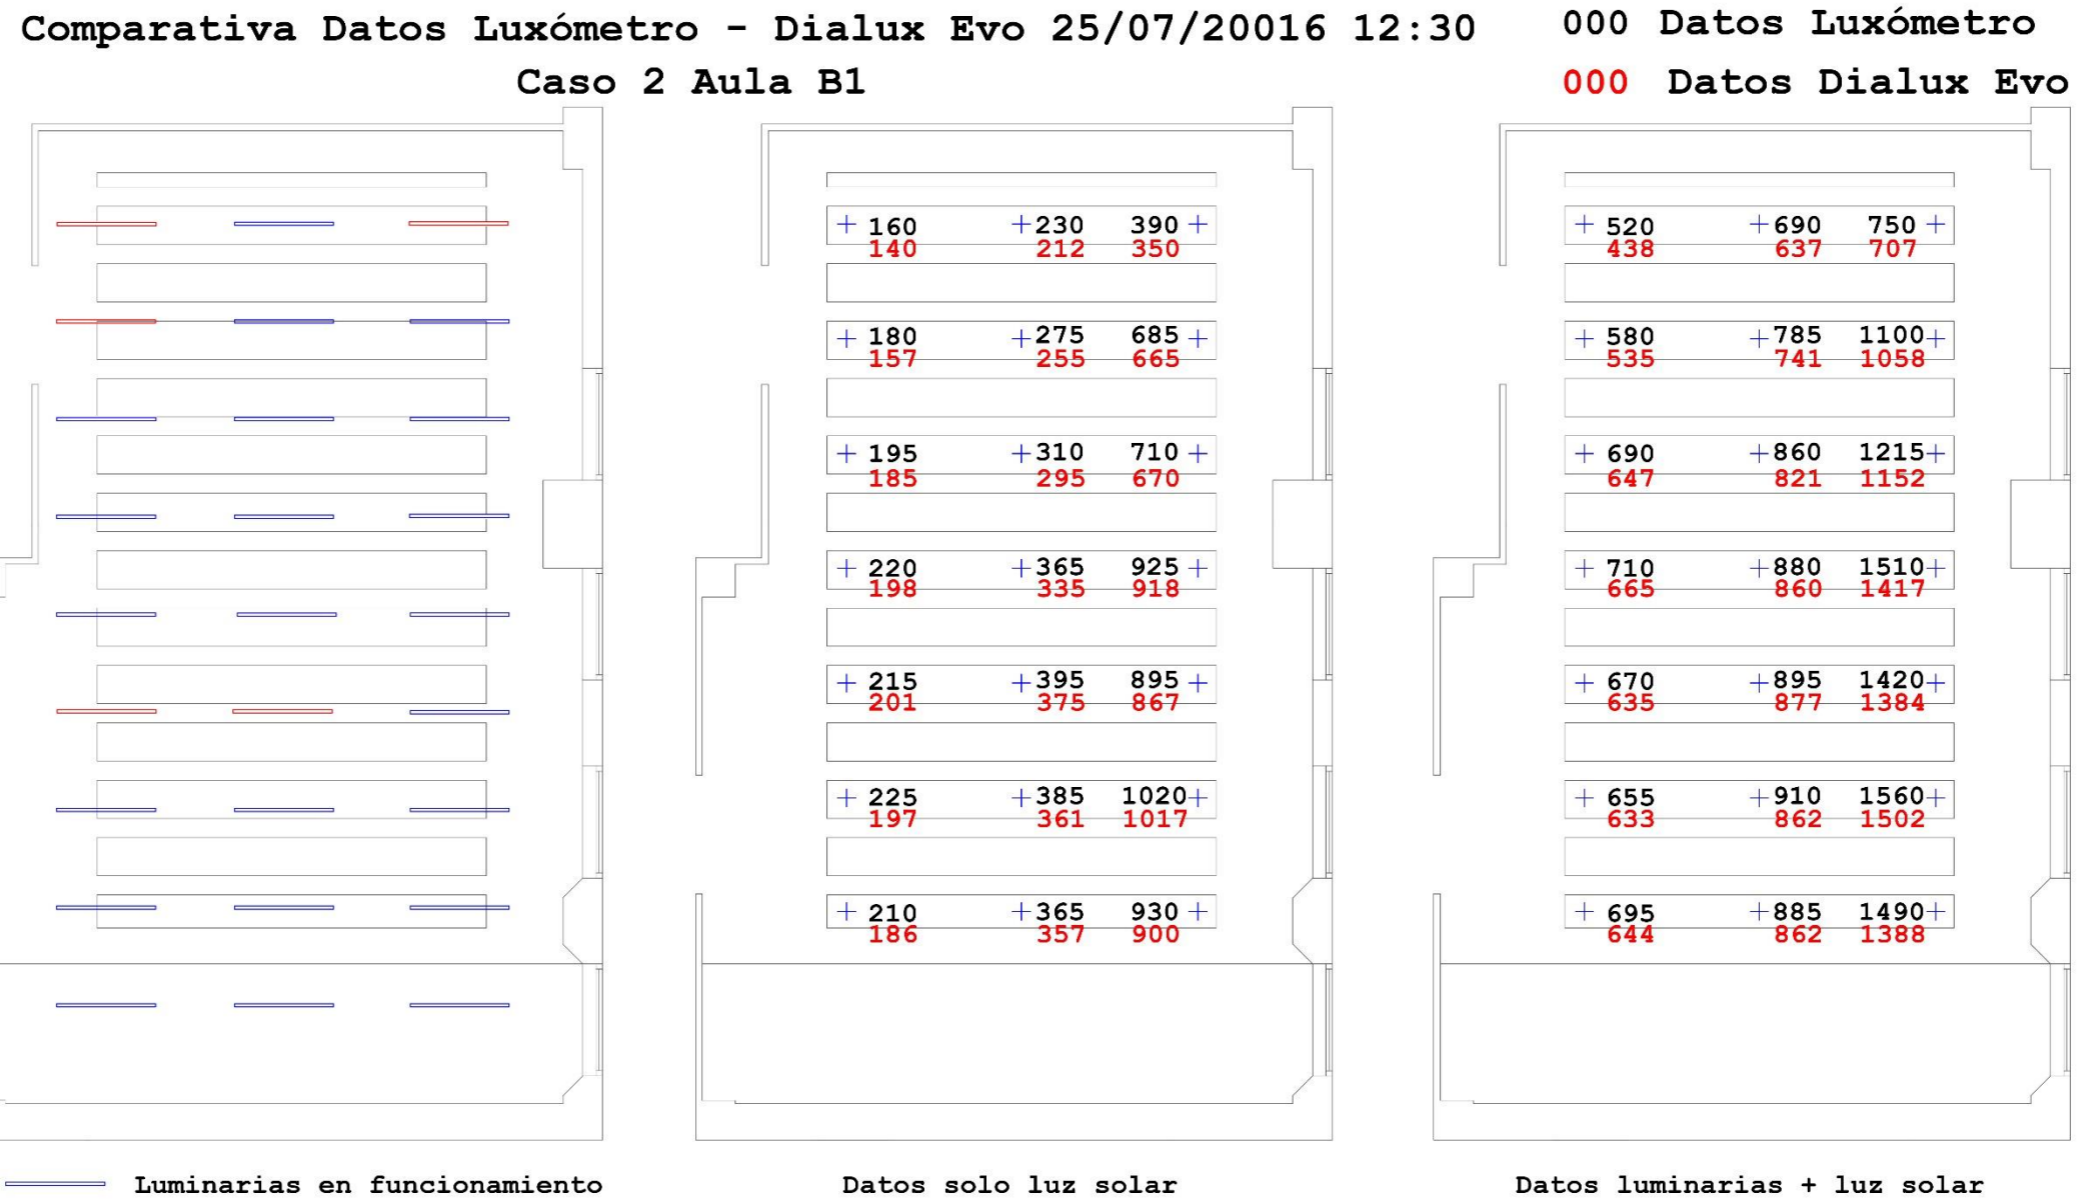 Comparativa Datos Luxómetro - Dialux Evo 25/07/20016 12:30
000 Datos Luxómetro
Caso 2 Aula B1
000 Datos Dialux Evo
160 230 390
140 212 350
180 275 685
157 255 665
195 310 710
185 295 670
220 365 925
198 335 918
215 395 895
201 375 867
225 385 1020
197 361 1017
210 365 930
186 357 900
520 690 750
438 637 707
580 785 1100
535 741 1058
690 860 1215
647 821 1152
710 880 1510
665 860 1417
670 895 1420
635 877 1384
655 910 1560
633 862 1502
695 885 1490
644 862 1388
Luminarias en funcionamiento
Datos solo luz solar
Datos luminarias + luz solar